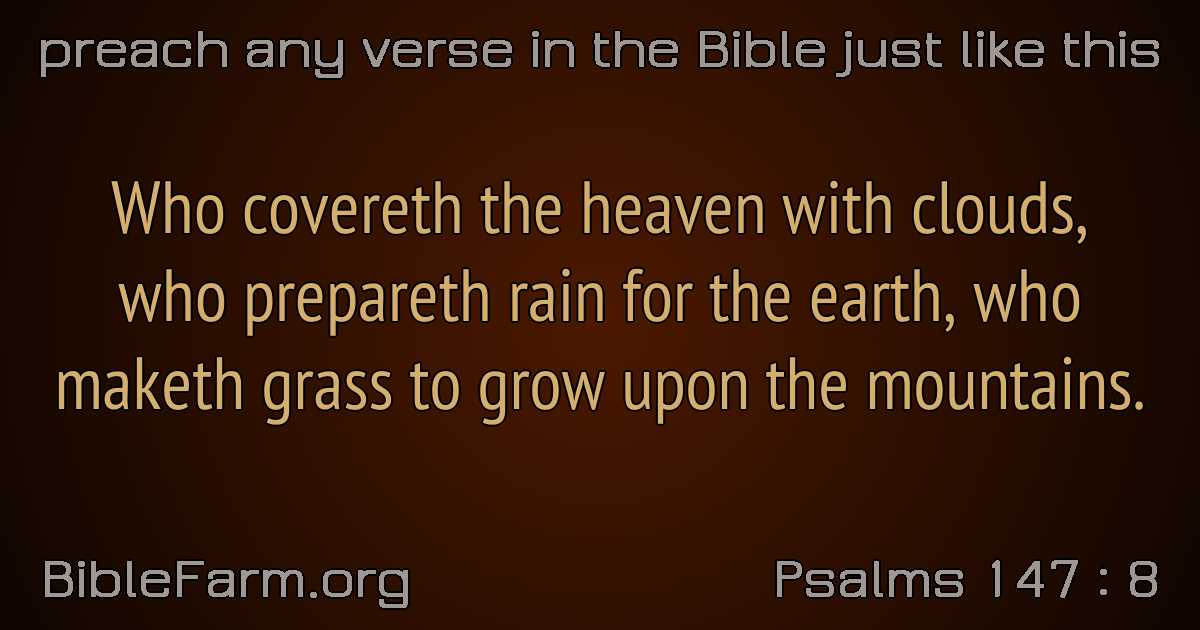 preach any verse in the Bible just like this
Who covereth the heaven with clouds,
who prepareth rain for the earth, who
maketh grass to grow upon the mountains.
BibleFarm.org
Psalms 147 : 8